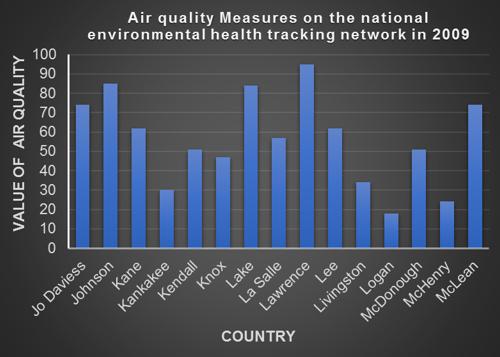 Air quality Measures on the national
environmental health tracking network in 2009
VALUE OF AIR QUALITY
100
90
80
70
60
50
40
30
20
10
0
Jo Daviess
Johnson
Kane
Kankakee
Kendall
Knox
Lake
La Salle
Lawrence
Lee
Livingston
Logan
McDonough
McHenry
McLean
COUNTRY